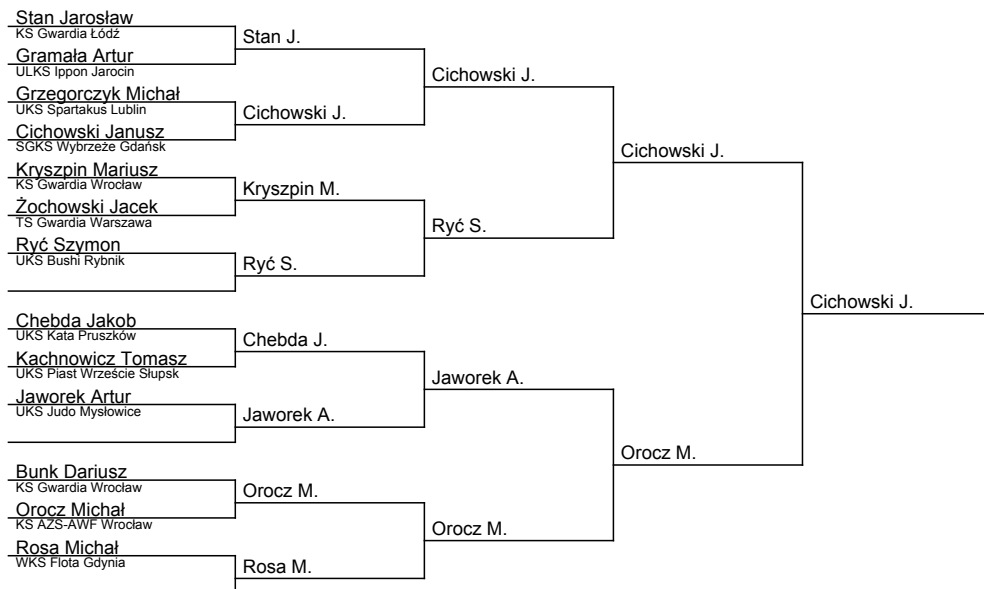 Stan Jarosław
KS Gwardia Łódź
Gramała Artur
ULKS Ippon Jarocin
Grzegorczyk Michał
UKS Spartakus Lublin
Cichowski Janusz
SGKS Wybrzeże Gdańsk
Kryszpin Mariusz
KS Gwardia Wrocław
Żochowski Jacek
TS Gwardia Warszawa
Ryć Szymon
UKS Bushi Rybnik
Chebda Jakob
UKS Kata Pruszków
Kachnowicz Tomasz
UKS Piast Wrzeście Słupsk
Jaworek Artur
UKS Judo Mysłowice
Bunk Dariusz
KS Gwardia Wrocław
Orocz Michał
KS AZS-AWF Wrocław
Rosa Michał
WKS Flota Gdynia
Stan J.
Cichowski J.
Kryszpin M.
Ryć S.
Chebda J.
Jaworek A.
Orocz M.
Rosa M.
Cichowski J.
Ryć S.
Jaworek A.
Orocz M.
Cichowski J.
Orocz M.
Cichowski J.